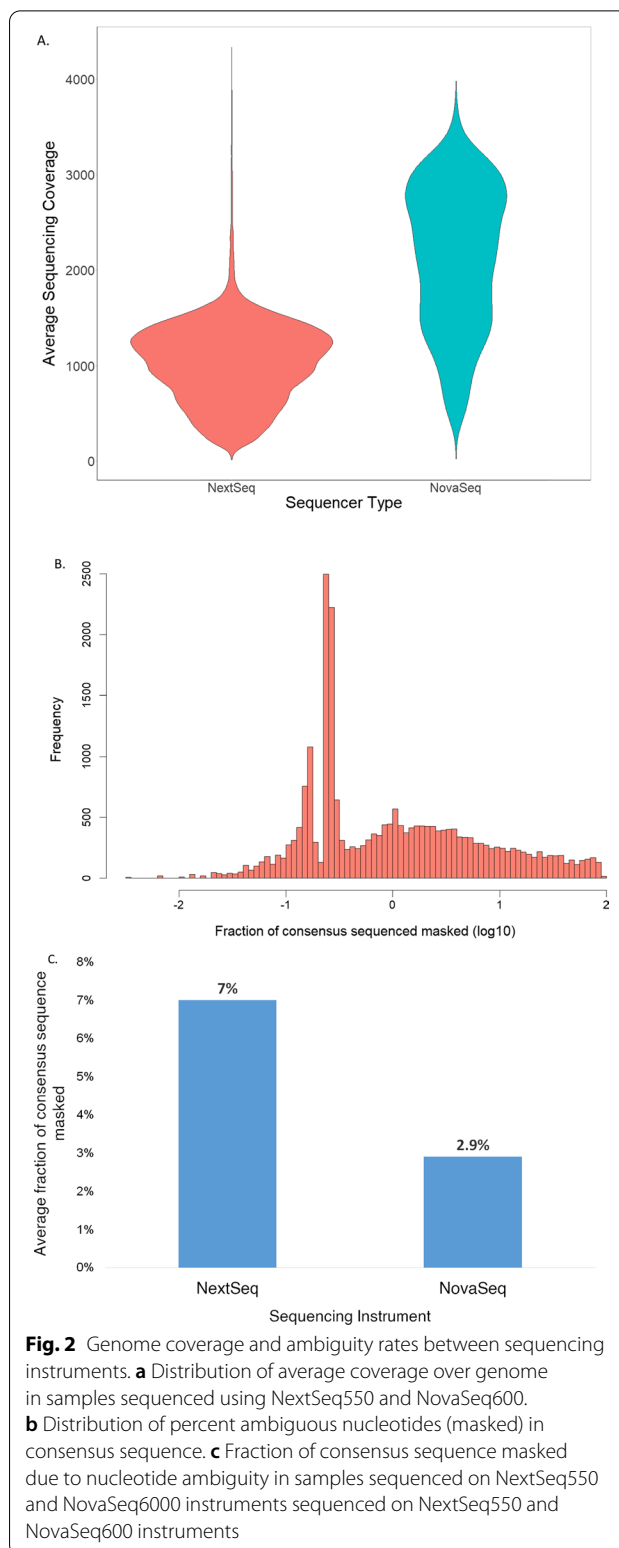 A.
Average Sequencing Coverage
4000
3000
2000
1000
0
NextSeq NovaSeq
Sequencer Type
B.
Frequency
2500
2000
1500
1000
500
0
-2 -1 0 1 2
Fraction of consensus sequenced masked (log10)
C.
Average fraction of consensus sequence
masked
8%
7%
6%
5%
4%
3%
2%
1%
0%
7%
2.9%
NextSeq NovaSeq
Sequencing Instrument
Fig. 2 Genome coverage and ambiguity rates between sequencing
instruments. a Distribution of average coverage over genome
in samples sequenced using NextSeq550 and NovaSeq600.
b Distribution of percent ambiguous nucleotides (masked) in
consensus sequence. c Fraction of consensus sequence masked
due to nucleotide ambiguity in samples sequenced on NextSeq550
and NovaSeq6000 instruments sequenced on NextSeq550 and
NovaSeq600 instruments